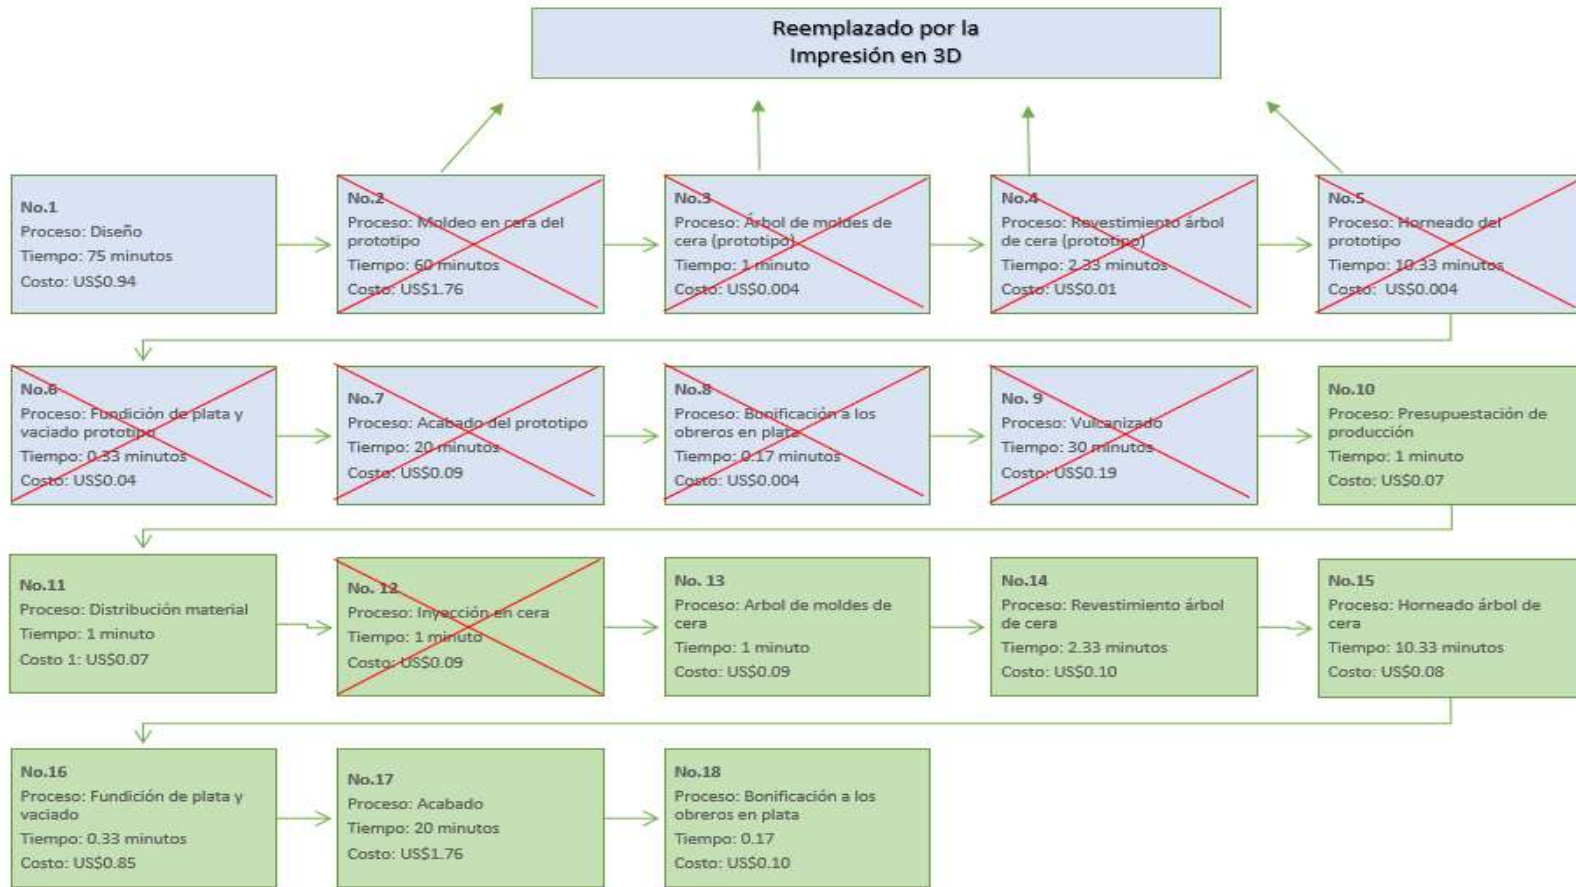 Reemplazado por la
Impresión en 3D
No.1
Proceso: Diseño
Tiempo: 75 minutos
Costo: US$0.94
No.2
Proceso: Moldeo en cera del
prototipo
Tiempo: 60 minutos
Costo: US$1.76
No.3
Proceso: Árbol de moldes de
cera (prototipo)
Tiempo: 1 minuto
Costo: US$0.004
No.4
Proceso: Revestimiento árbol
de cera (prototipo)
Tiempo: 2.33 minutos
Costo: US$0.01
No.5
Proceso: Horneado del
prototipo
Tiempo: 10.33 minutos
Costo: US$0.004
No.6
Proceso: Fundición de plata y
vaciado prototipo
Tiempo: 0.33 minutos
Costo: US$0.04
No.7
Proceso: Acabado del prototipo
Tiempo: 20 minutos
Costo: US$0.09
No.8
Proceso: Bonificación a los
obreros en plata
Tiempo: 0.17 minutos
Costo: US$0.004
No. 9
Proceso: Vulcanizado
Tiempo: 30 minutos
Costo: US$0.19
No.10
Proceso: Presupuestación de
producción
Tiempo: 1 minuto
Costo: US$0.07
No.11
Proceso: Distribución material
Tiempo: 1 minuto
Costo 1: US$0.07
No. 12
Proceso: Inyección en cera
Tiempo: 1 minuto
Costo: US$0.09
No. 13
Proceso: Arbol de moldes de
cera
Tiempo: 1 minuto
Costo: US$0.09
No.14
Proceso: Revestimiento árbol
de cera
Tiempo: 2.33 minutos
Costo: US$0.10
No.15
Proceso: Horneado árbol de
cera
Tiempo: 10.33 minutos
Costo: US$0.08
No.16
Proceso: Fundición de plata y
vaciado
Tiempo: 0.33 minutos
Costo: US$0.85
No.17
Proceso: Acabado
Tiempo: 20 minutos
Costo: US$1.76
No.18
Proceso: Bonificación a los
obreros en plata
Tiempo: 0.17
Costo: US$0.10